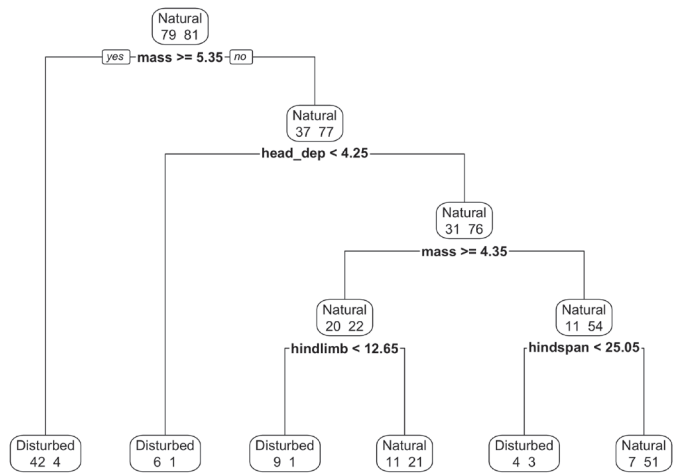 Natural
79 81
yes mass >= 5.35 no
Natural
37 77
head_dep < 4.25
Natural
31 76
mass >= 4.35
Natural
20 22
Natural
11 54
hindlimb < 12.65
hindspan < 25.05
Disturbed
42 4
Disturbed
6 1
Disturbed
9 1
Natural
11 21
Disturbed
4 3
Natural
7 51